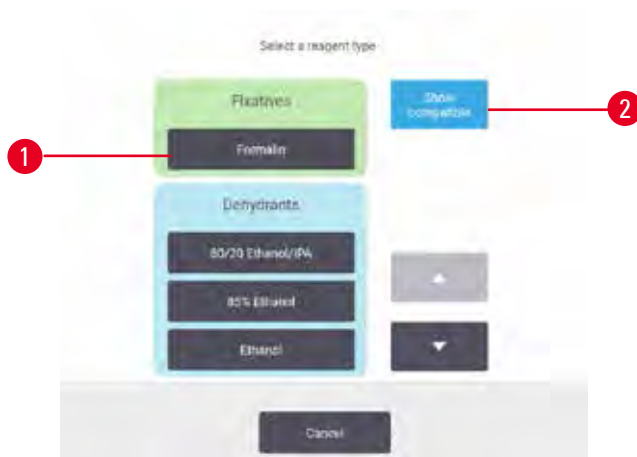 Select a reagent type
Fixatives
Show
compatible
1
Formalin
2
Dehydrants
80/20 Ethanol/IPA
85% Ethanol
Ethanol
Cancel